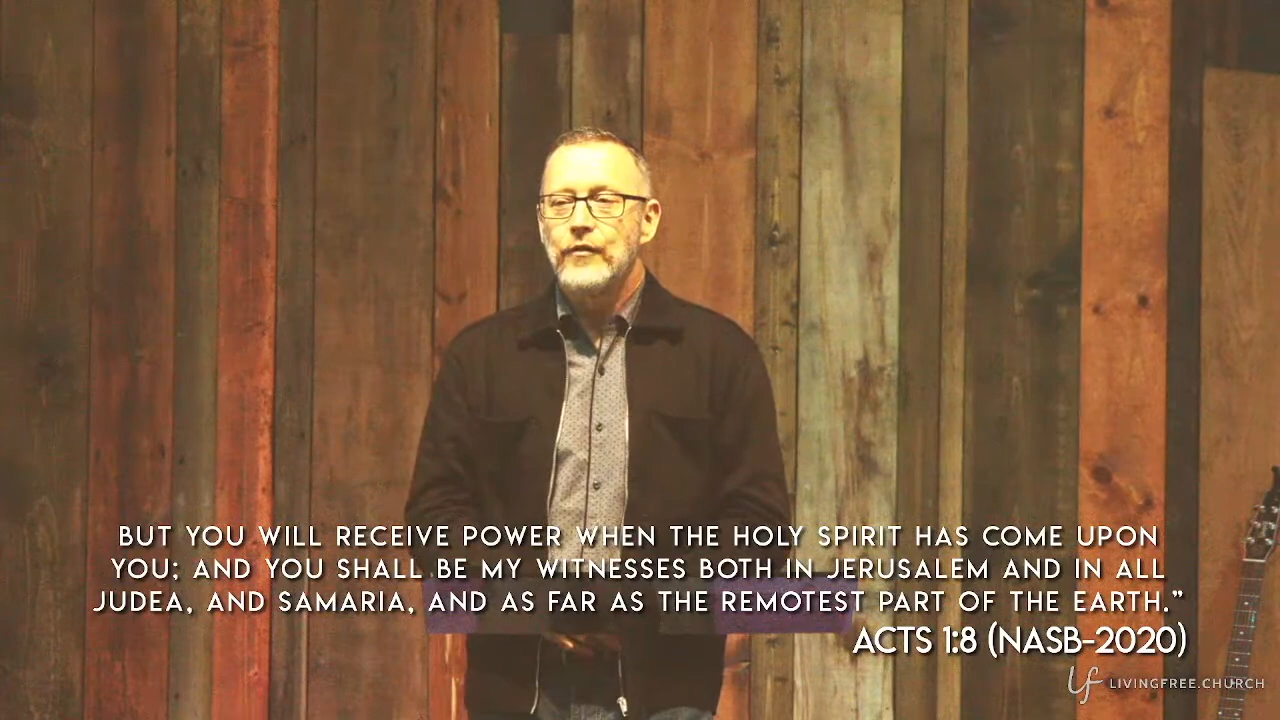 BUT YOU WILL RECEIVE POWER WHEN THE HOLY SPIRIT HAS COME UPON
YOU; AND YOU SHALL BE MY WITNESSES BOTH IN JERUSALEM AND IN ALL
JUDEA, AND SAMARIA, AND AS FAR AS THE REMOTEST PART OF THE EARTH."
ACTS 1:8 (NASB-2020)
LF LIVINGFREE.CHURCH